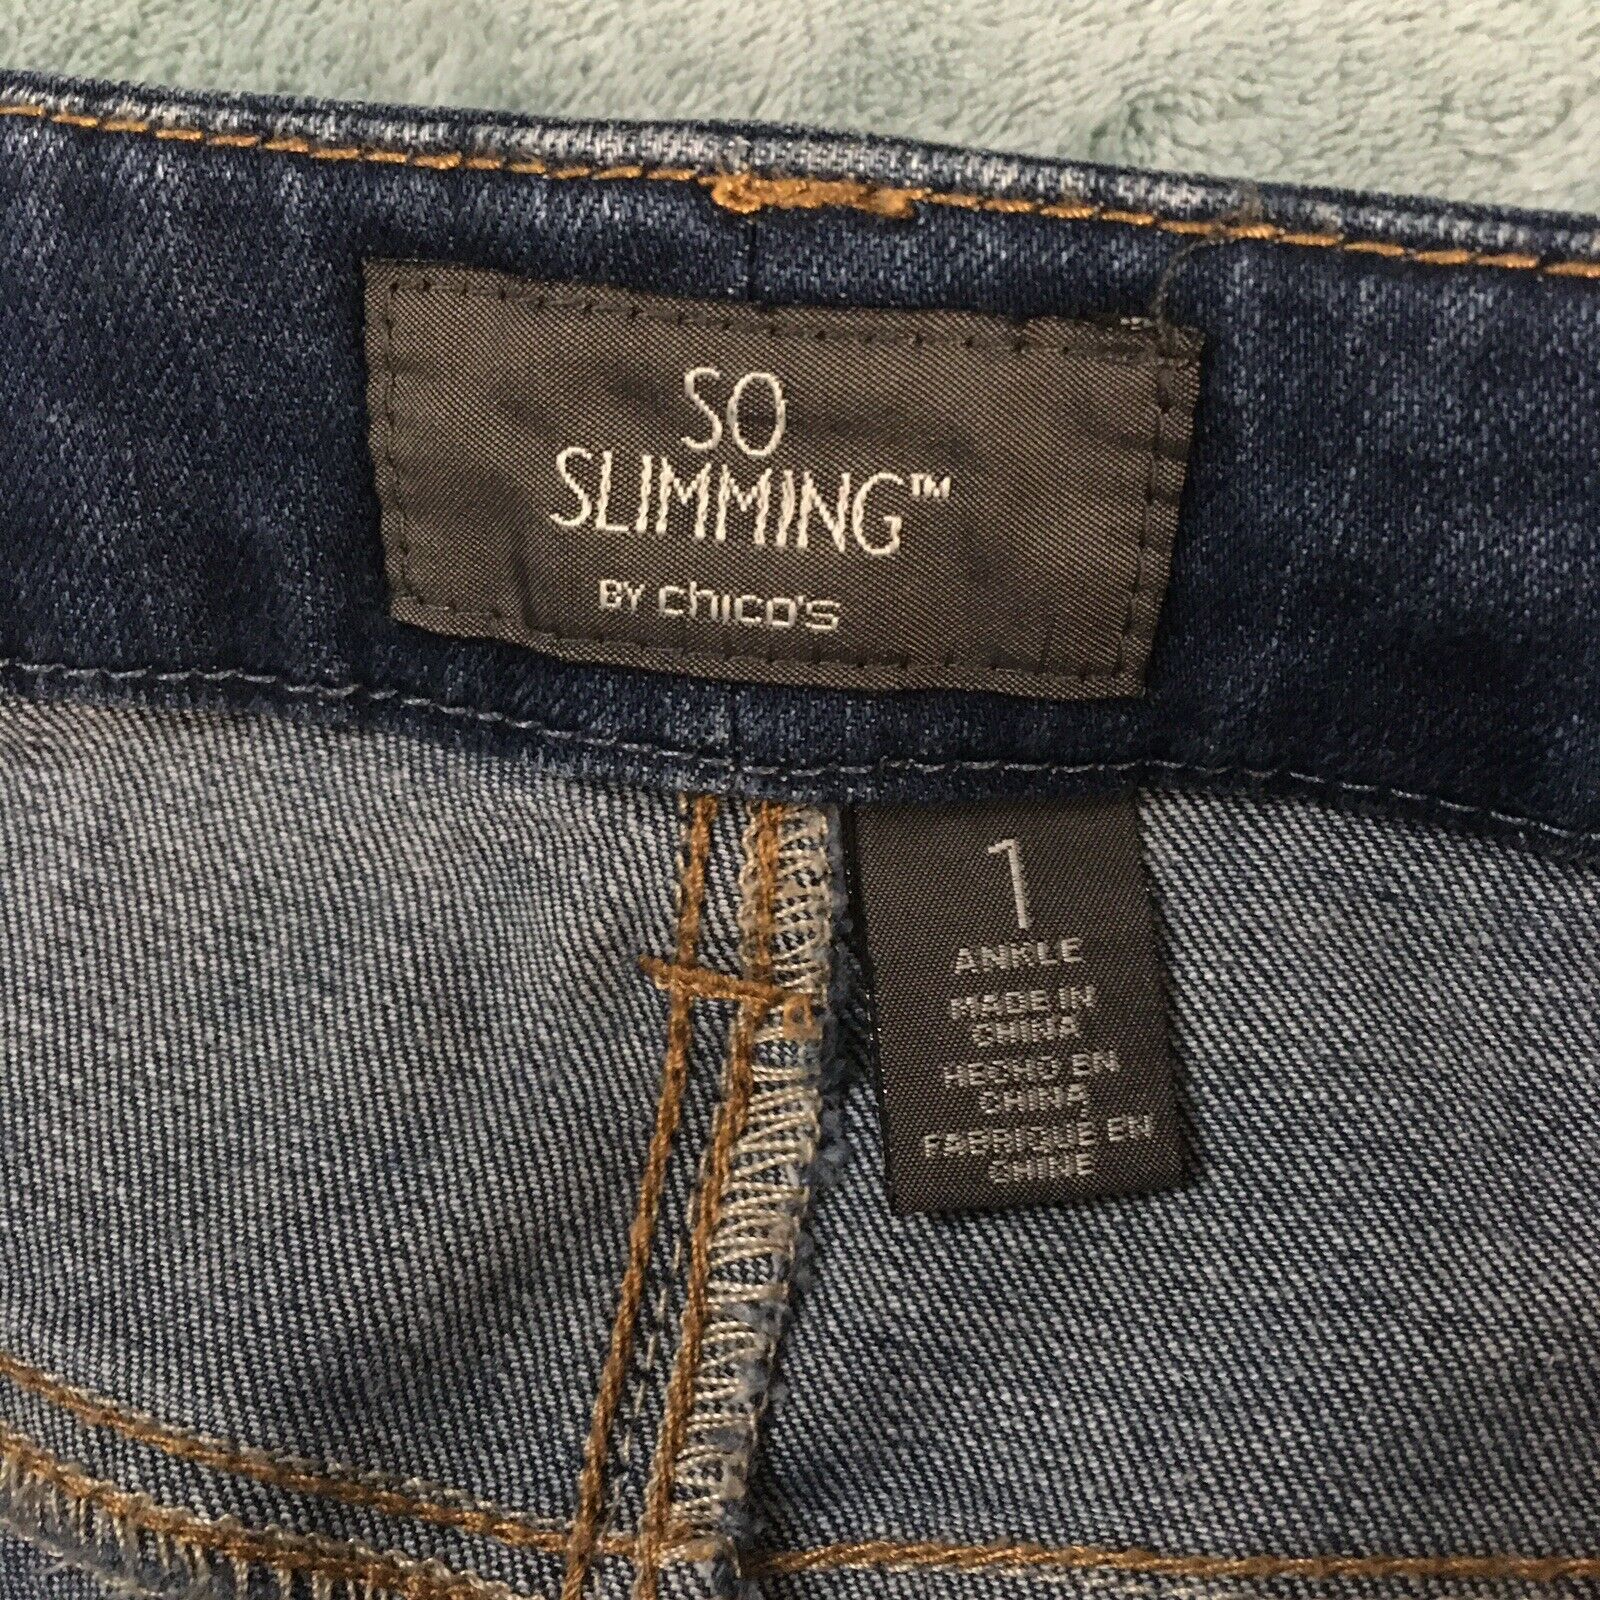 SO
SLIMMING™
BY chico's
1
ANKLE
MADE IN
CHINA
HECHO EN
CHINA
FABRIQUE EN
CHINE